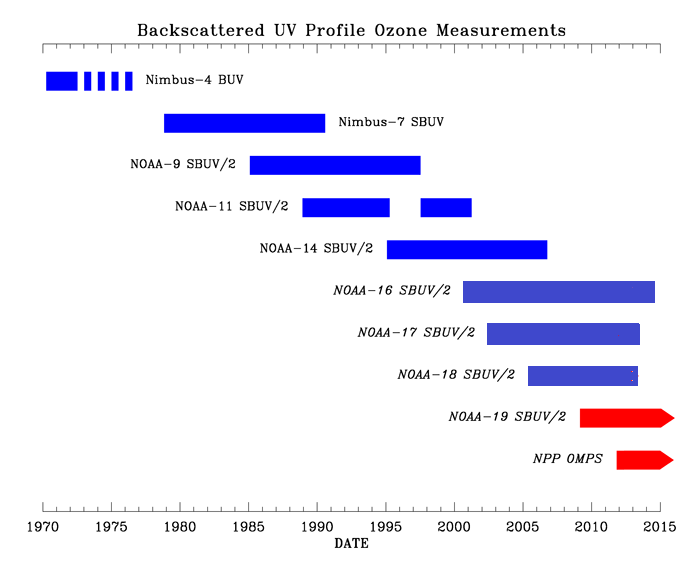 Backscattered UV Profile Ozone Measurements
Nimbus-4 BUV
Nimbus-7 SBUV
NOAA-9 SBUV/2
NOAA-11 SBUV/2
NOAA-14 SBUV/2
NOAA-16 SBUV/2
NOAA-17 SBUV/2
NOAA-18 SBUV/2
NOAA-19 SBUV/2
NPP OMPS
1970 1975 1980 1985 1990 1995 2000 2005 2010 2015
DATE